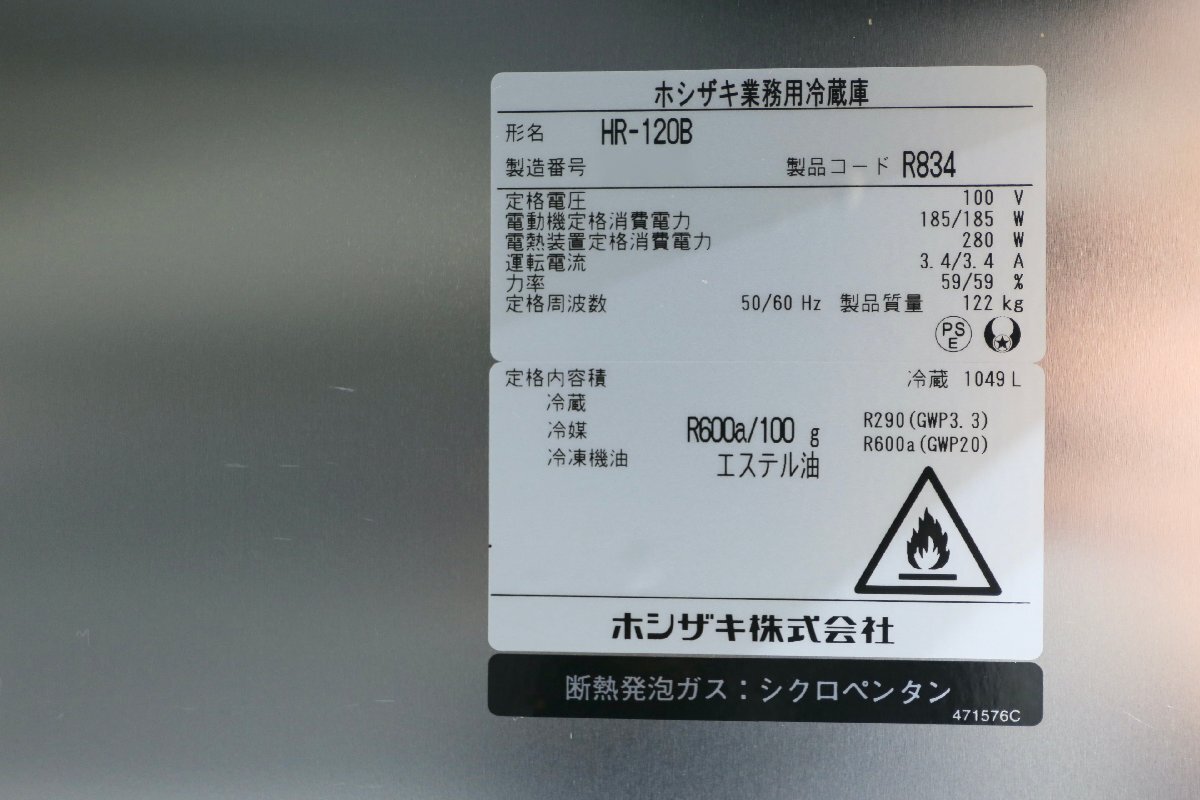 ホシザキ業務用冷蔵庫
形名 HR-120B
製造番号 製品コード R834
定格電圧 100 V
電動機定格消費電力 185/185 W
電熱装置定格消費電力 280 W
運転電流 3.4/3.4 A
力率 59/59 %
定格周波数 50/60 Hz 製品質量 122 kg
PS
E
定格内容積 冷蔵 1049 L
冷蔵
冷媒 R600a/100 g R290(GWP3.3)
R600a(GWP20)
冷凍機油 エステル油
ホシザキ株式会社
断熱発泡ガス：シクロペンタン
471576C